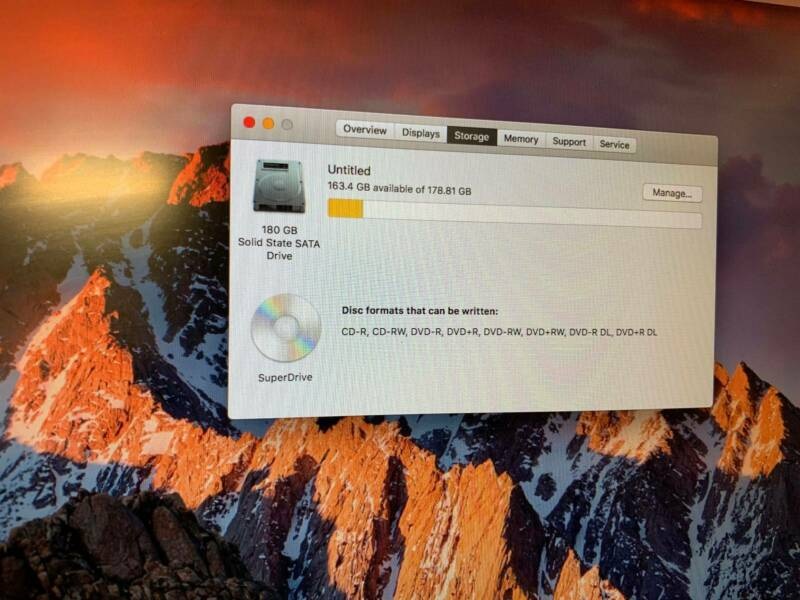 Overview Displays Storage Memory Support Service
Untitled
163.4 GB available of 178.81 GB
Manage...
180 GB
Solid State SATA
Drive
Disc formats that can be written:
CD-R, CD-RW, DVD-R, DVD+R, DVD-RW, DVD+RW, DVD-R DL, DVD+R DL
SuperDrive